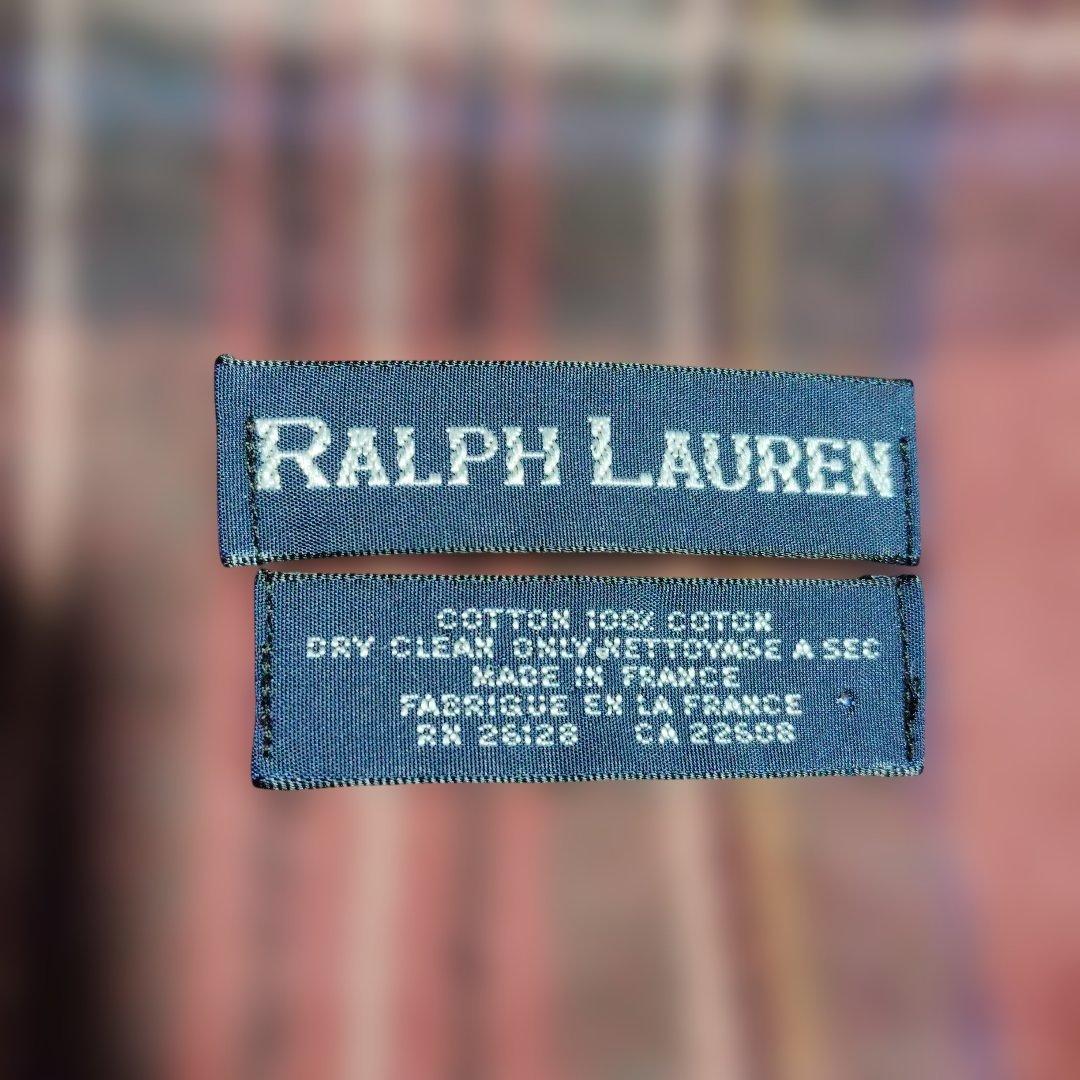 RALPH LAUREN
COTTON 100% COTON
DRY CLEAN ONLY NETTOYAGE A SEC
MADE IN FRANCE
FABRIQUE EN LA FRANCE
RN 26128 CA 22608